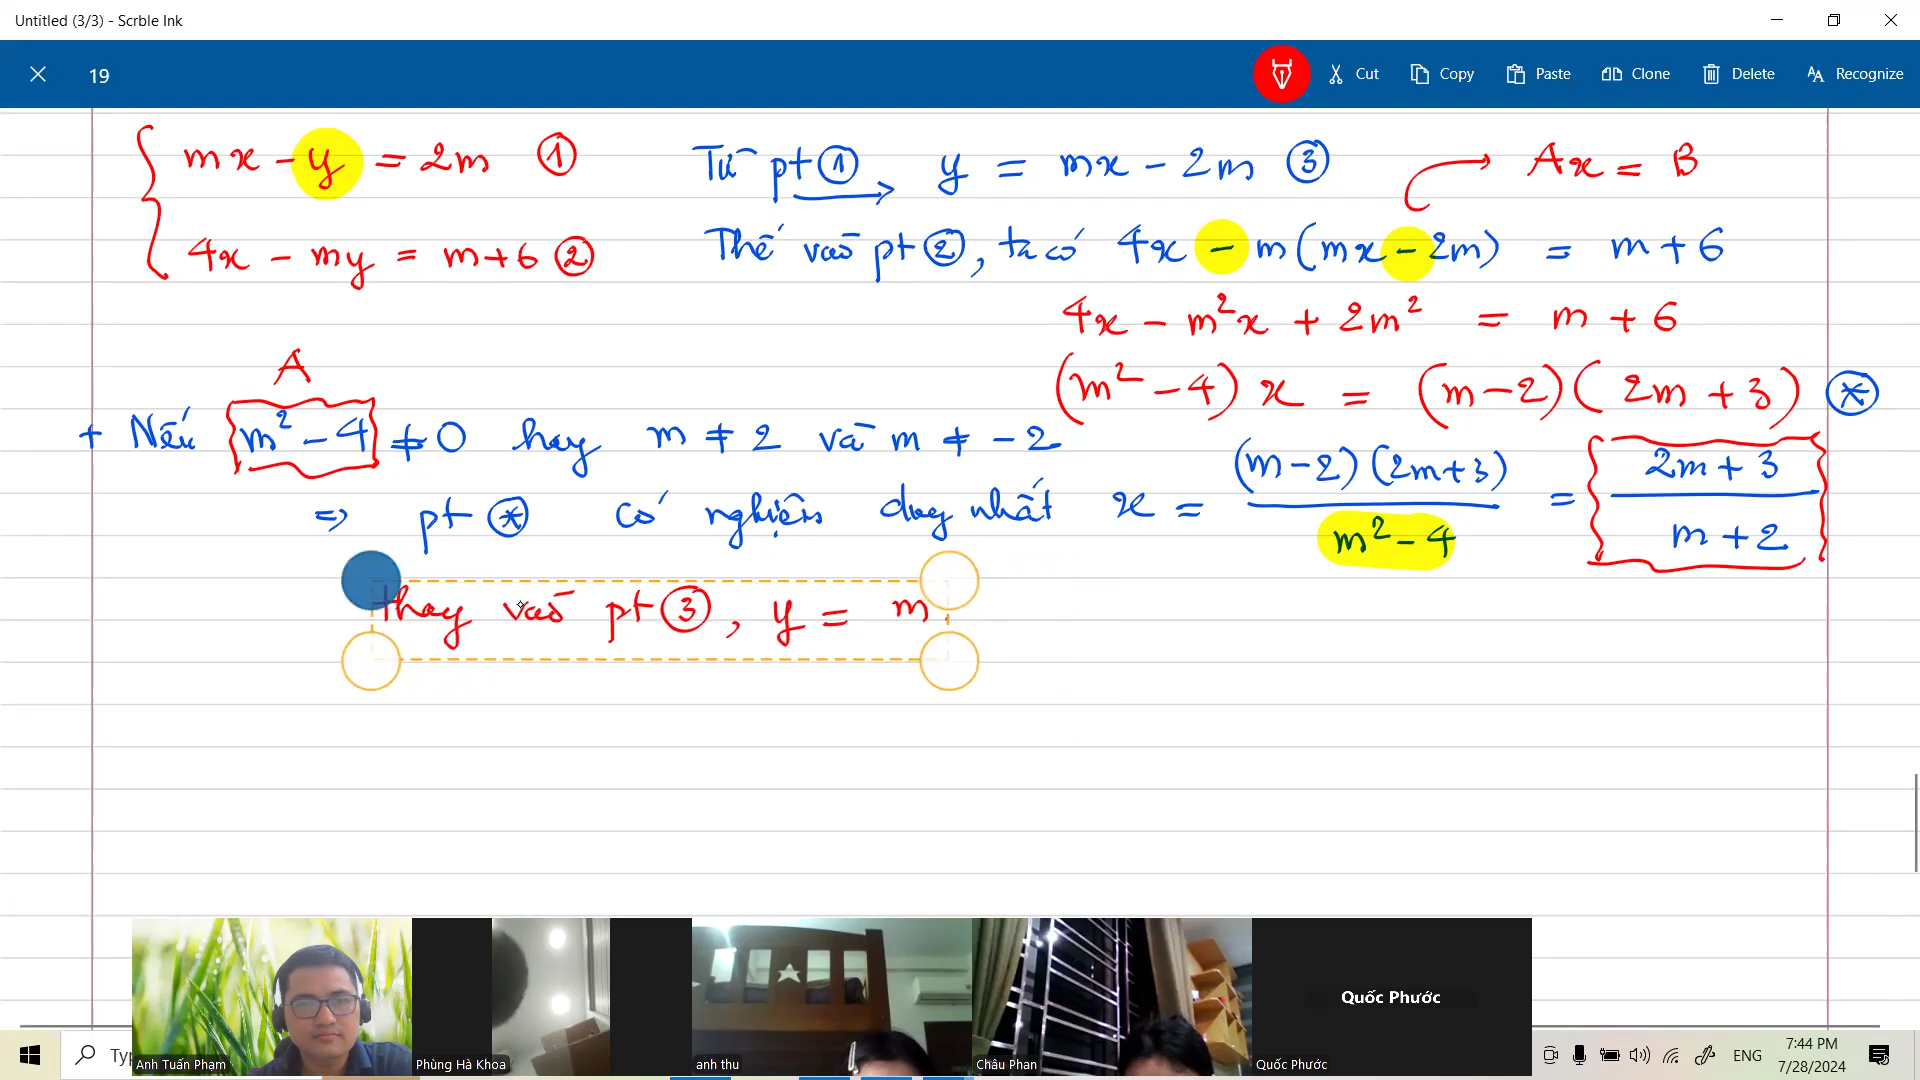 Untitled (3/3) - Scrble Ink
19
Cut Copy Paste Clone Delete Recognize
mx - y = 2m ①
4x - my = m+6 ②
Từ pt ① y = mx - 2m ③
Ax = B
Thế vào pt ②, ta có 4x - m(mx - 2m) = m + 6
4x - m²x + 2m² = m + 6
(m² - 4) x = (m - 2)(2m + 3) ⊛
A
+ Nếu m² - 4 ≠ 0 hay m ≠ 2 và m ≠ -2
⇒ pt ⊛ có nghiệm duy nhất x = (m-2)(2m+3) / m² - 4 = 2m + 3 / m + 2
Thay vào pt ③, y = m.
Anh Tuấn Phạm
Phùng Hà Khoa
anh thu
Châu Phan
Quốc Phước
Quốc Phước
Typ
ENG
7:44 PM
7/28/2024